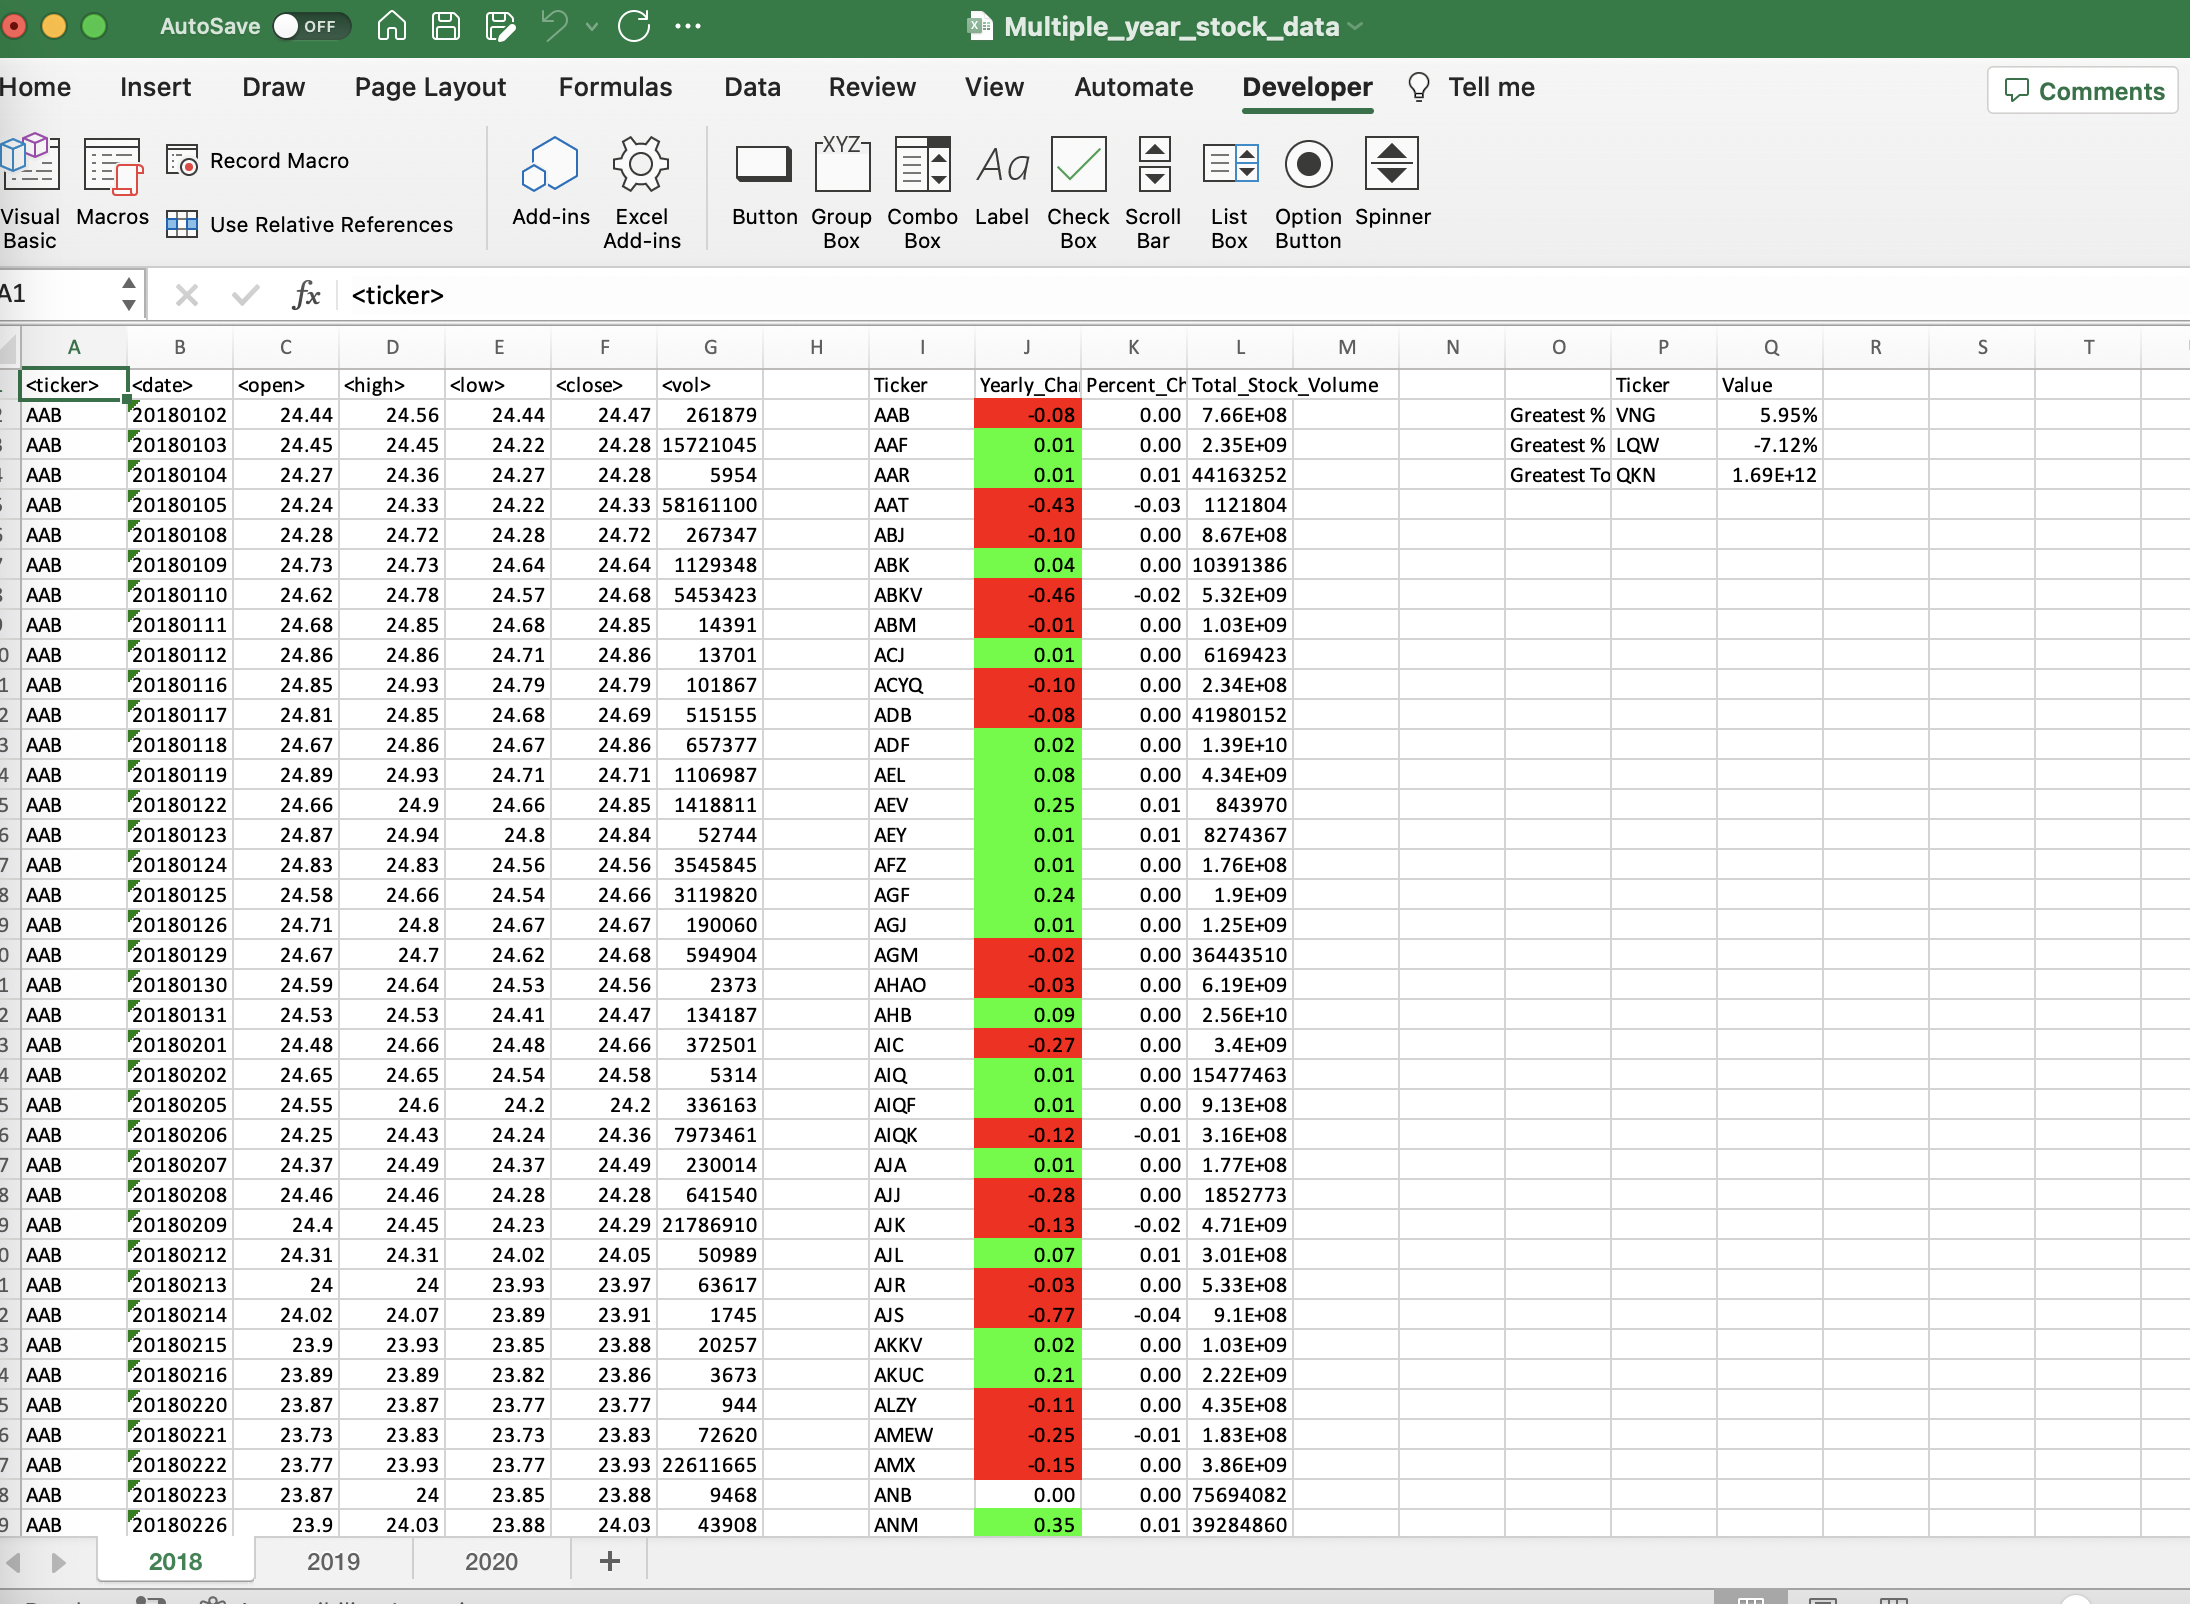 AutoSave OFF Multiple_year_stock_data
Home Insert Draw Page Layout Formulas Data Review View Automate Developer Tell me Comments
Visual Basic Macros Record Macro Use Relative References Add-ins Excel Add-ins Button Group Box XYZ Combo Box Aa Label Check Box Scroll Bar List Box Option Button Spinner
A1 fx <ticker>
A B C D E F G H I J K L M N O P Q R S T
<ticker> <date> <open> <high> <low> <close> <vol> Ticker Yearly_Cha Percent_Ch Total_Stock_Volume Ticker Value
AAB 20180102 24.44 24.56 24.44 24.47 261879 AAB -0.08 0.00 7.66E+08 Greatest % VNG 5.95%
AAB 20180103 24.45 24.45 24.22 24.28 15721045 AAF 0.01 0.00 2.35E+09 Greatest % LQW -7.12%
AAB 20180104 24.27 24.36 24.27 24.28 5954 AAR 0.01 0.01 44163252 Greatest To QKN 1.69E+12
AAB 20180105 24.24 24.33 24.22 24.33 58161100 AAT -0.43 -0.03 1121804
AAB 20180108 24.28 24.72 24.28 24.72 267347 ABJ -0.10 0.00 8.67E+08
AAB 20180109 24.73 24.73 24.64 24.64 1129348 ABK 0.04 0.00 10391386
AAB 20180110 24.62 24.78 24.57 24.68 5453423 ABKV -0.46 -0.02 5.32E+09
AAB 20180111 24.68 24.85 24.68 24.85 14391 ABM -0.01 0.00 1.03E+09
AAB 20180112 24.86 24.86 24.71 24.86 13701 ACJ 0.01 0.00 6169423
AAB 20180116 24.85 24.93 24.79 24.79 101867 ACYQ -0.10 0.00 2.34E+08
AAB 20180117 24.81 24.85 24.68 24.69 515155 ADB -0.08 0.00 41980152
AAB 20180118 24.67 24.86 24.67 24.86 657377 ADF 0.02 0.00 1.39E+10
AAB 20180119 24.89 24.93 24.71 24.71 1106987 AEL 0.08 0.00 4.34E+09
AAB 20180122 24.66 24.9 24.66 24.85 1418811 AEV 0.25 0.01 843970
AAB 20180123 24.87 24.94 24.8 24.84 52744 AEY 0.01 0.01 8274367
AAB 20180124 24.83 24.83 24.56 24.56 3545845 AFZ 0.01 0.00 1.76E+08
AAB 20180125 24.58 24.66 24.54 24.66 3119820 AGF 0.24 0.00 1.9E+09
AAB 20180126 24.71 24.8 24.67 24.67 190060 AGJ 0.01 0.00 1.25E+09
AAB 20180129 24.67 24.7 24.62 24.68 594904 AGM -0.02 0.00 36443510
AAB 20180130 24.59 24.64 24.53 24.56 2373 AHAO -0.03 0.00 6.19E+09
AAB 20180131 24.53 24.53 24.41 24.47 134187 AHB 0.09 0.00 2.56E+10
AAB 20180201 24.48 24.66 24.48 24.66 372501 AIC -0.27 0.00 3.4E+09
AAB 20180202 24.65 24.65 24.54 24.58 5314 AIQ 0.01 0.00 15477463
AAB 20180205 24.55 24.6 24.2 24.2 336163 AIQF 0.01 0.00 9.13E+08
AAB 20180206 24.25 24.43 24.24 24.36 7973461 AIQK -0.12 -0.01 3.16E+08
AAB 20180207 24.37 24.49 24.37 24.49 230014 AJA 0.01 0.00 1.77E+08
AAB 20180208 24.46 24.46 24.28 24.28 641540 AJJ -0.28 0.00 1852773
AAB 20180209 24.4 24.45 24.23 24.29 21786910 AJK -0.13 -0.02 4.71E+09
AAB 20180212 24.31 24.31 24.02 24.05 50989 AJL 0.07 0.01 3.01E+08
AAB 20180213 24 24 23.93 23.97 63617 AJR -0.03 0.00 5.33E+08
AAB 20180214 24.02 24.07 23.89 23.91 1745 AJS -0.77 -0.04 9.1E+08
AAB 20180215 23.9 23.93 23.85 23.88 20257 AKKV 0.02 0.00 1.03E+09
AAB 20180216 23.89 23.89 23.82 23.86 3673 AKUC 0.21 0.00 2.22E+09
AAB 20180220 23.87 23.87 23.77 23.77 944 ALZY -0.11 0.00 4.35E+08
AAB 20180221 23.73 23.83 23.73 23.83 72620 AMEW -0.25 -0.01 1.83E+08
AAB 20180222 23.77 23.93 23.77 23.93 22611665 AMX -0.15 0.00 3.86E+09
AAB 20180223 23.87 24 23.85 23.88 9468 ANB 0.00 0.00 75694082
AAB 20180226 23.9 24.03 23.88 24.03 43908 ANM 0.35 0.01 39284860
2018 2019 2020 +